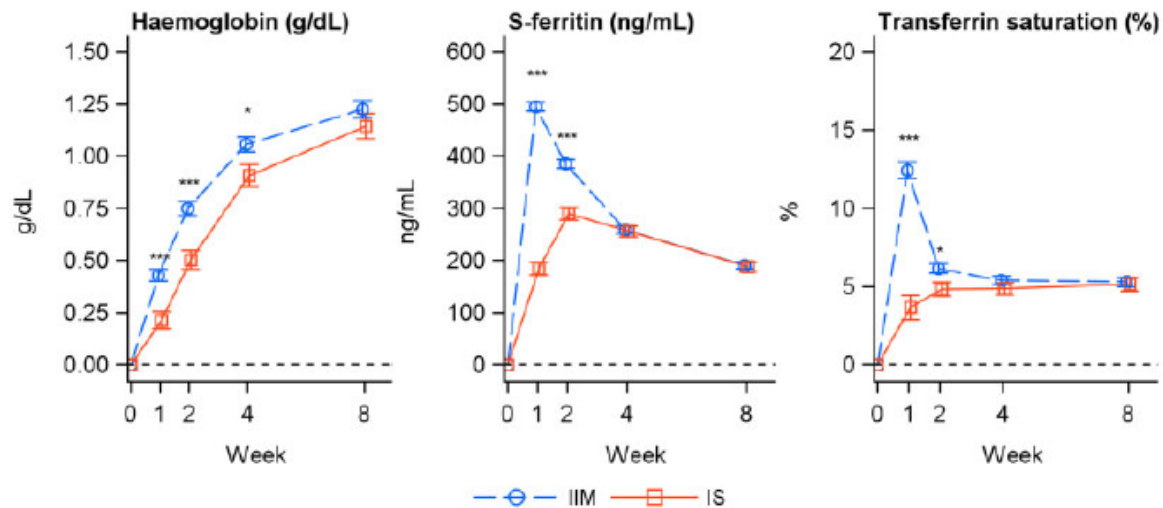 Haemoglobin (g/dL)
S-ferritin (ng/mL)
Transferrin saturation (%)
1.50
1.25
1.00
0.75
0.50
0.25
0.00
g/dL
***
***
*
0 1 2 4 8
Week
600
500
400
300
200
100
0
ng/mL
***
***
0 1 2 4 8
Week
20
15
10
5
0
%
***
*
0 1 2 4 8
Week
IIM IS